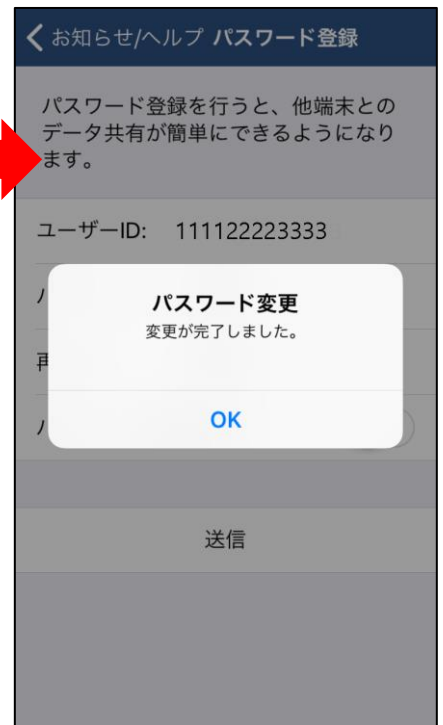 お知らせ/ヘルプ パスワード登録
パスワード登録を行うと、他端末との
データ共有が簡単にできるようになり
ます。
ユーザーID: 111122223333
パスワード変更
変更が完了しました。
再
OK
送信